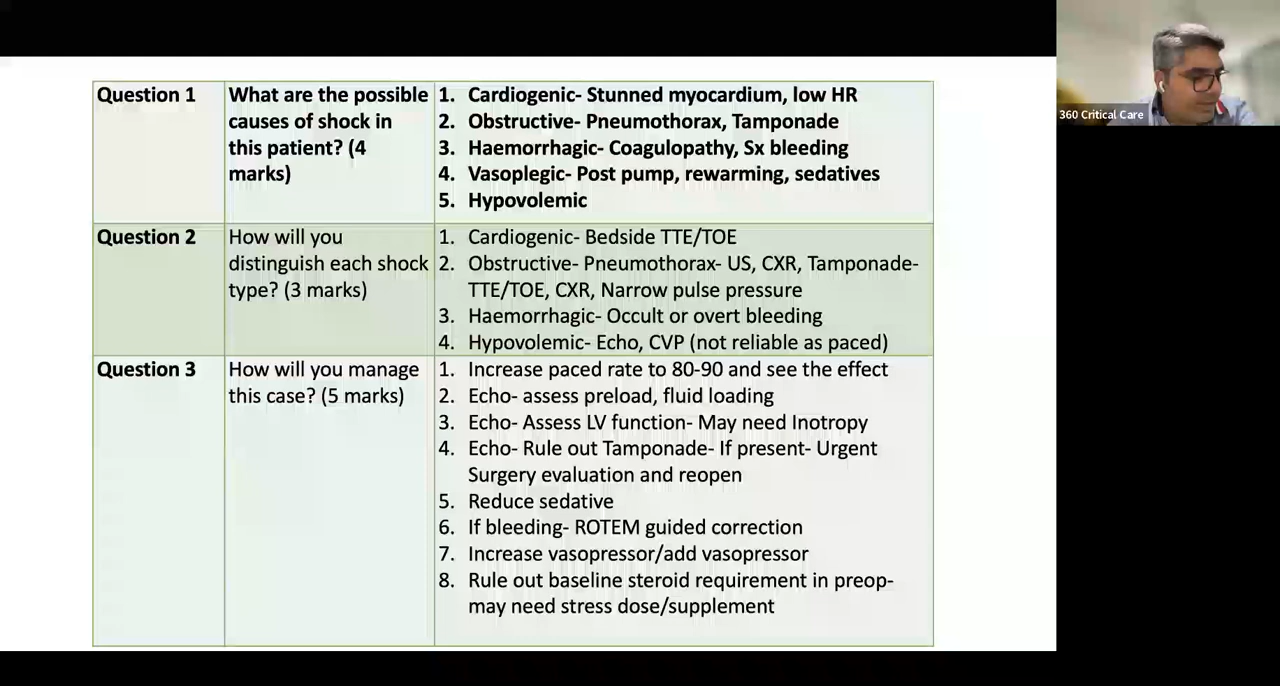 Question 1
What are the possible
causes of shock in
this patient? (4
marks)
1. Cardiogenic- Stunned myocardium, low HR
2. Obstructive- Pneumothorax, Tamponade
3. Haemorrhagic- Coagulopathy, Sx bleeding
4. Vasoplegic- Post pump, rewarming, sedatives
5. Hypovolemic
Question 2
How will you
distinguish each shock
type? (3 marks)
1. Cardiogenic- Bedside TTE/TOE
2. Obstructive- Pneumothorax- US, CXR, Tamponade-
TTE/TOE, CXR, Narrow pulse pressure
3. Haemorrhagic- Occult or overt bleeding
4. Hypovolemic- Echo, CVP (not reliable as paced)
Question 3
How will you manage
this case? (5 marks)
1. Increase paced rate to 80-90 and see the effect
2. Echo- assess preload, fluid loading
3. Echo- Assess LV function- May need Inotropy
4. Echo- Rule out Tamponade- If present- Urgent
Surgery evaluation and reopen
5. Reduce sedative
6. If bleeding- ROTEM guided correction
7. Increase vasopressor/add vasopressor
8. Rule out baseline steroid requirement in preop-
may need stress dose/supplement
360 Critical Care